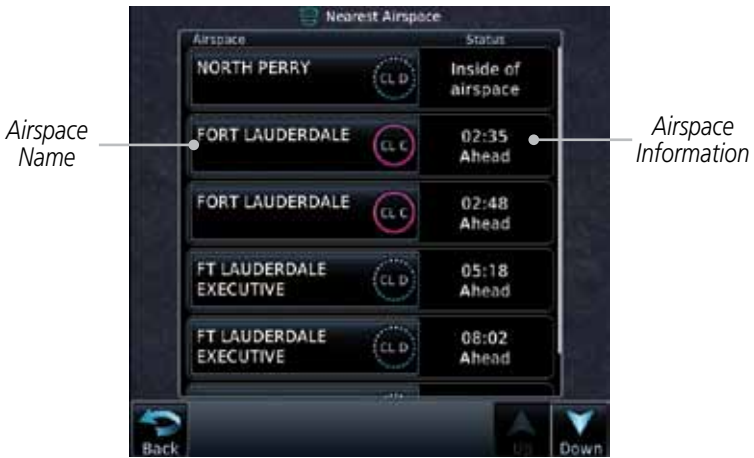 Nearest Airspace
Airspace Status
NORTH PERRY
CL D
Inside of
airspace
Airspace
Name
FORT LAUDERDALE
CL C
02:35
Ahead
Airspace
Information
FORT LAUDERDALE
CL C
02:48
Ahead
FT LAUDERDALE
EXECUTIVE
CL D
05:18
Ahead
FT LAUDERDALE
EXECUTIVE
CL D
08:02
Ahead
Back
Up
Down